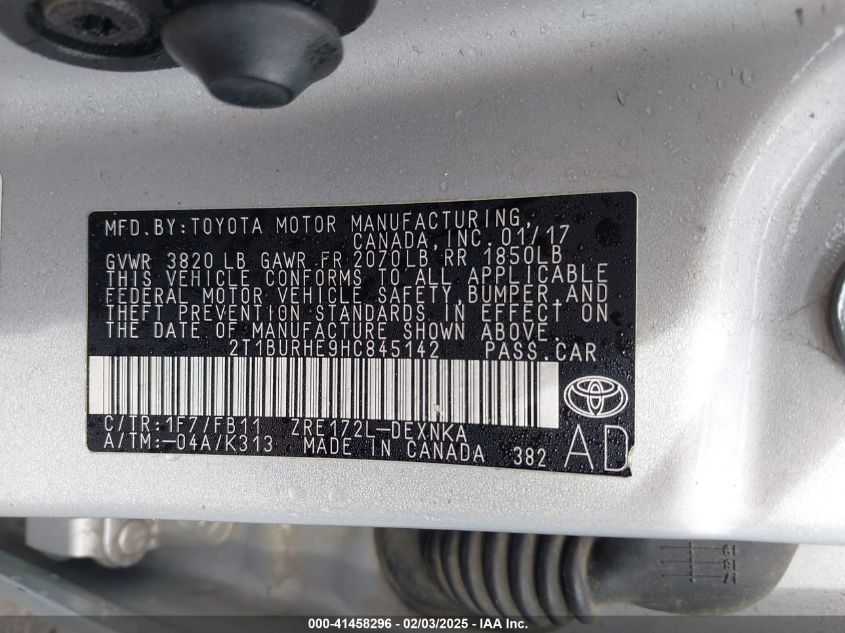 MFD.BY:TOYOTA MOTOR MANUFACTURING,
CANADA,INC.01/17
GVWR 3820 LB GAWR FR 2070LB RR 1850LB
THIS VEHICLE CONFORMS TO ALL APPLICABLE
FEDERAL MOTOR VEHICLE SAFETY,BUMPER,AND
THEFT PREVENTION STANDARDS IN EFFECT ON
THE DATE OF MANUFACTURE SHOWN ABOVE.
2T1BURHE9HC845142 PASS.CAR
C/TR:1F7/FB11 ZRE172L-DEXNKA
A/TM:-04A/K313 MADE IN CANADA 382
AD
000-41458296 - 02/03/2025 - IAA Inc.